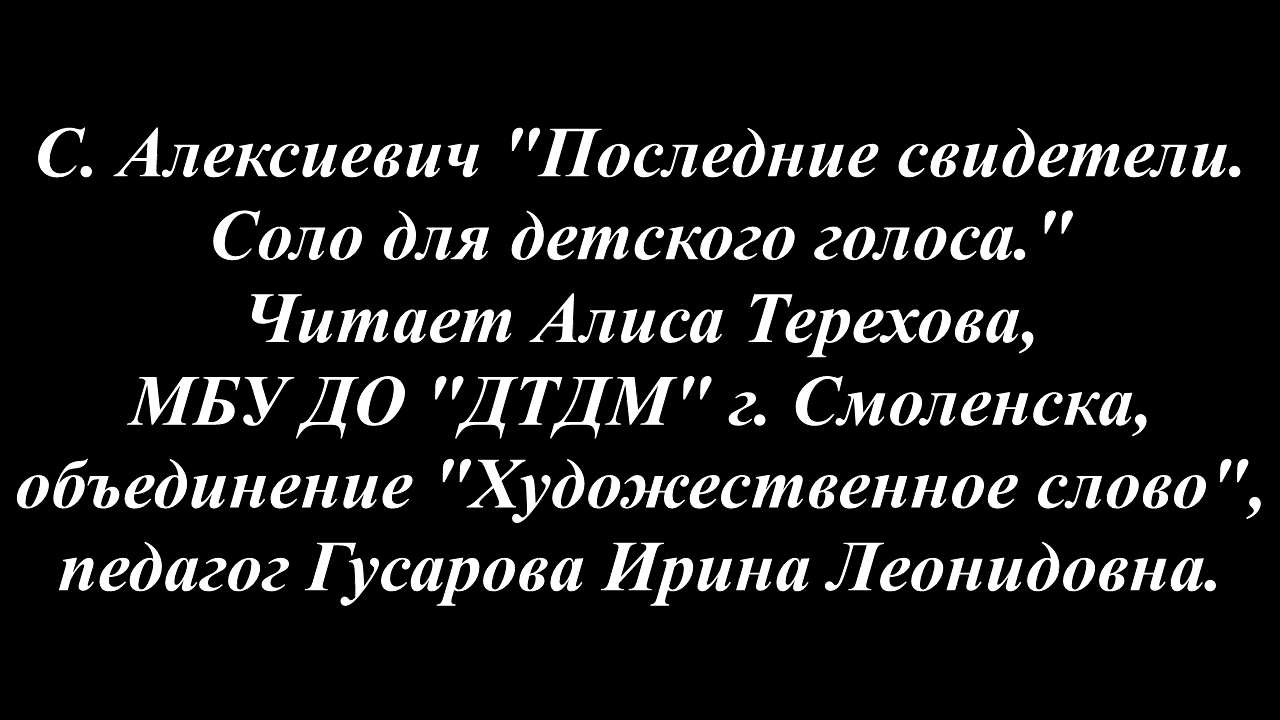 С. Алексиевич "Последние свидетели.
Соло для детского голоса."
Читает Алиса Терехова,
МБУ ДО "ДТДМ" г. Смоленска,
объединение "Художественное слово",
педагог Гусарова Ирина Леонидовна.